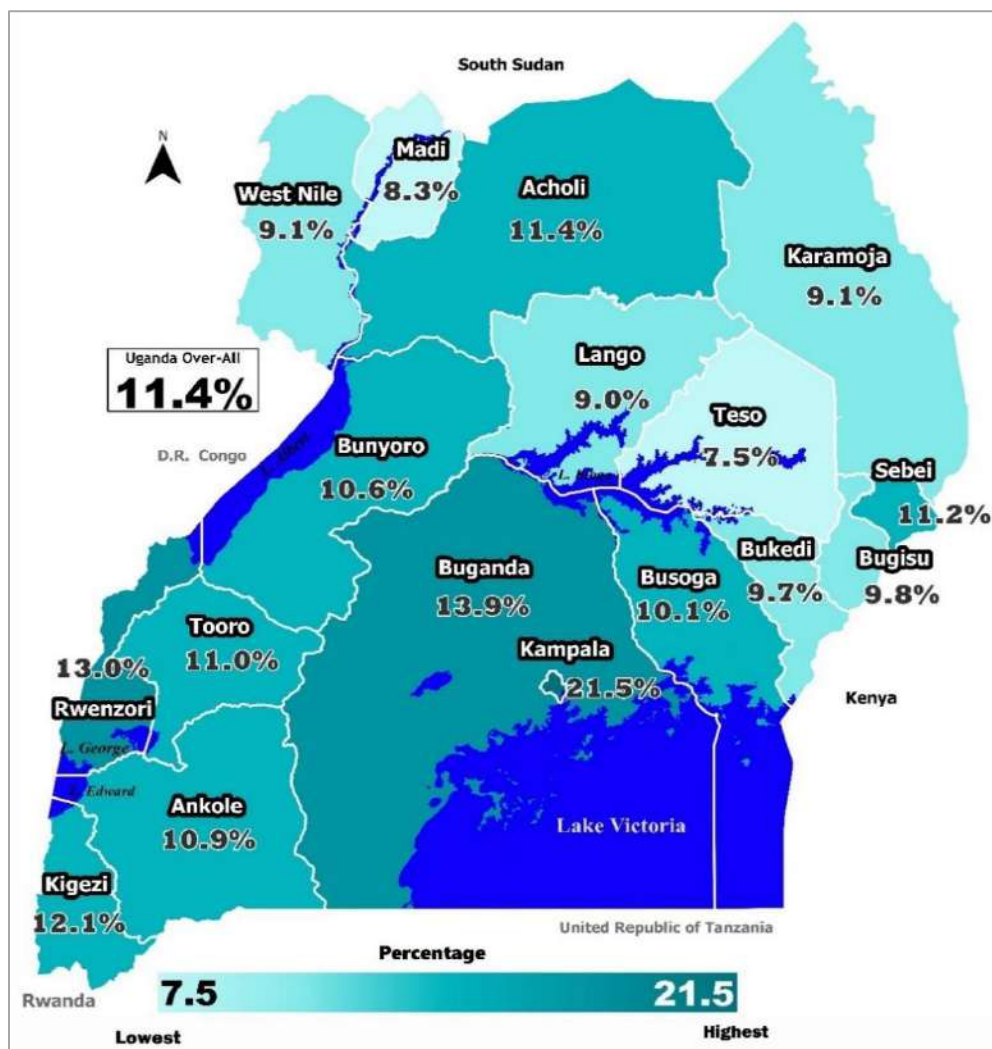 South Sudan
N
Madi
8.3%
West Nile
9.1%
Acholi
11.4%
Karamoja
9.1%
Uganda Over-All
11.4%
Lango
9.0%
Teso
7.5%
D.R. Congo
L. Albert
Bunyoro
10.6%
L. Kyoga
Sebei
11.2%
Bukedi
9.7%
Bugisu
9.8%
Buganda
13.9%
Busoga
10.1%
Tooro
11.0%
Kampala
21.5%
13.0%
Rwenzori
Kenya
L. George
L. Edward
Ankole
10.9%
Lake Victoria
Kigezi
12.1%
United Republic of Tanzania
Rwanda
Percentage
7.5
21.5
Lowest
Highest